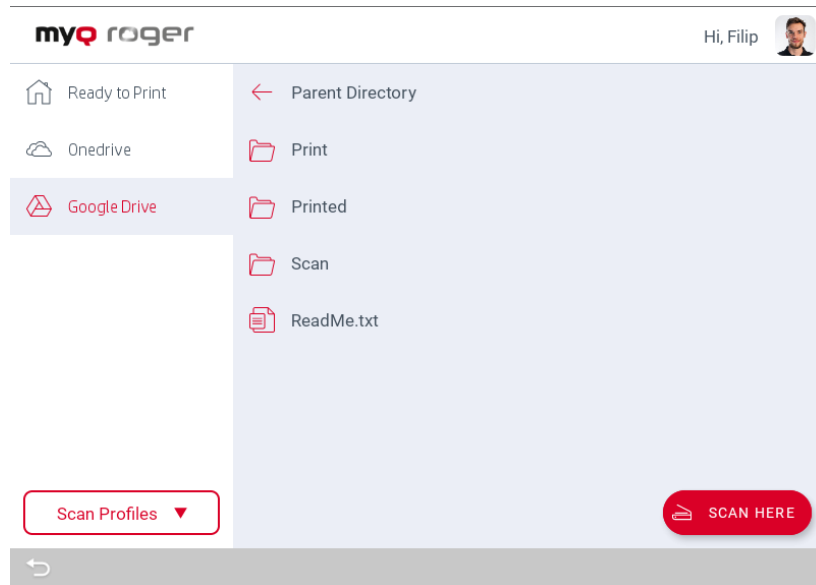 myQ roger
Hi, Filip
Ready to Print
Onedrive
Google Drive
Parent Directory
Print
Printed
Scan
ReadMe.txt
Scan Profiles
SCAN HERE